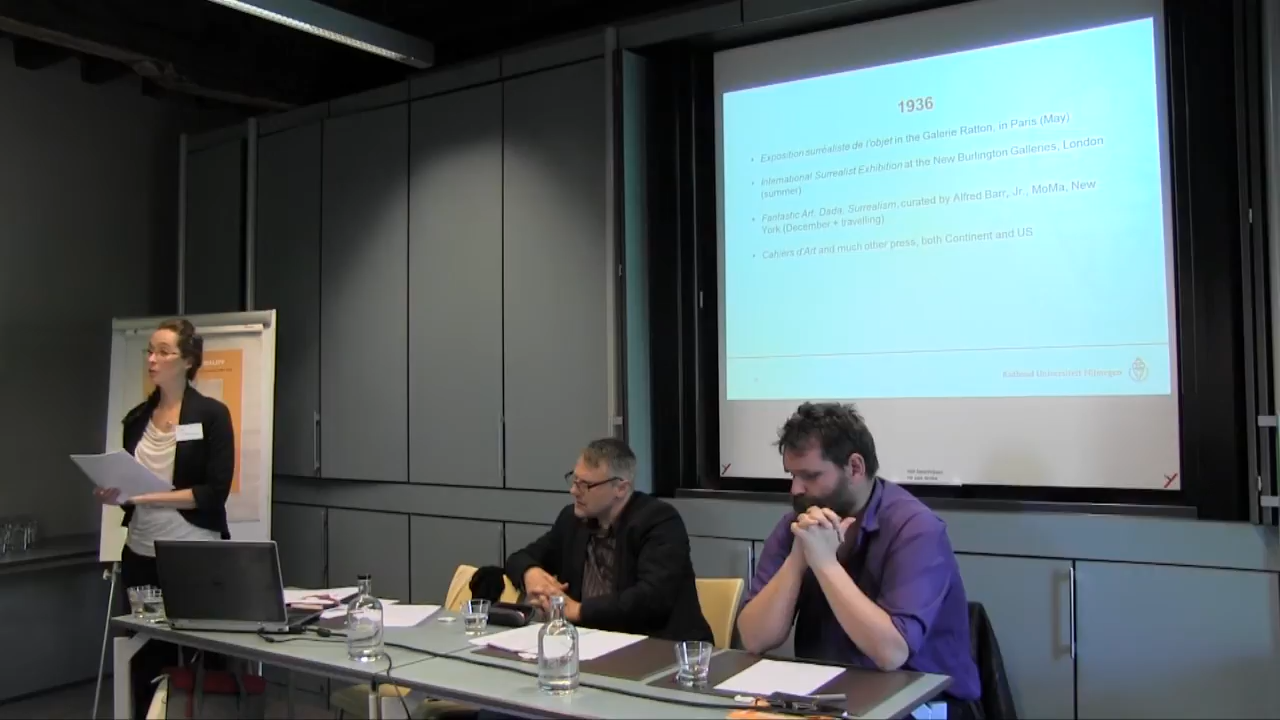 1936
• Exposition surréaliste de l'objet in the Galerie Ratton, in Paris (May)
• International Surrealist Exhibition at the New Burlington Galleries, London
(summer)
• Fantastic Art, Dada, Surrealism, curated by Alfred Barr, Jr., MoMa, New
York (December + travelling)
• Cahiers d'Art and much other press, both Continent and US
Radboud Universiteit Nijmegen